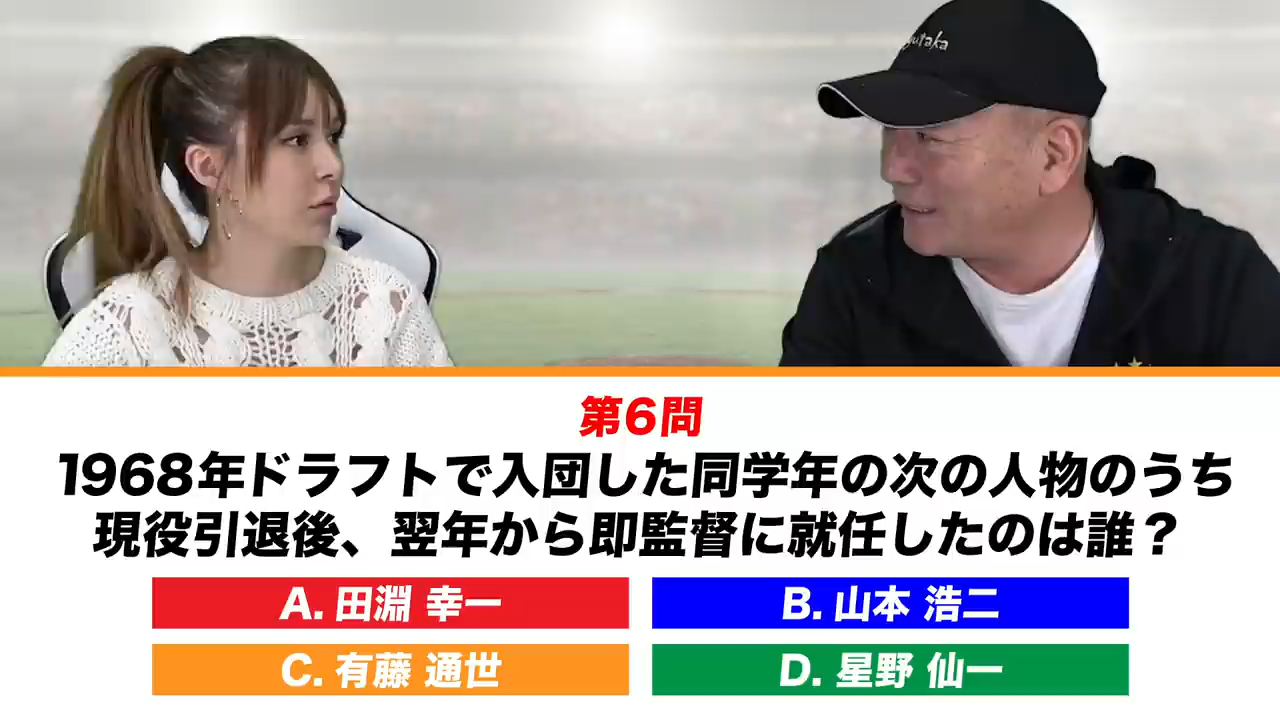 yutaka
第6問
1968年ドラフトで入団した同学年の次の人物のうち
現役引退後、翌年から即監督に就任したのは誰？
A. 田淵 幸一
B. 山本 浩二
C. 有藤 通世
D. 星野 仙一